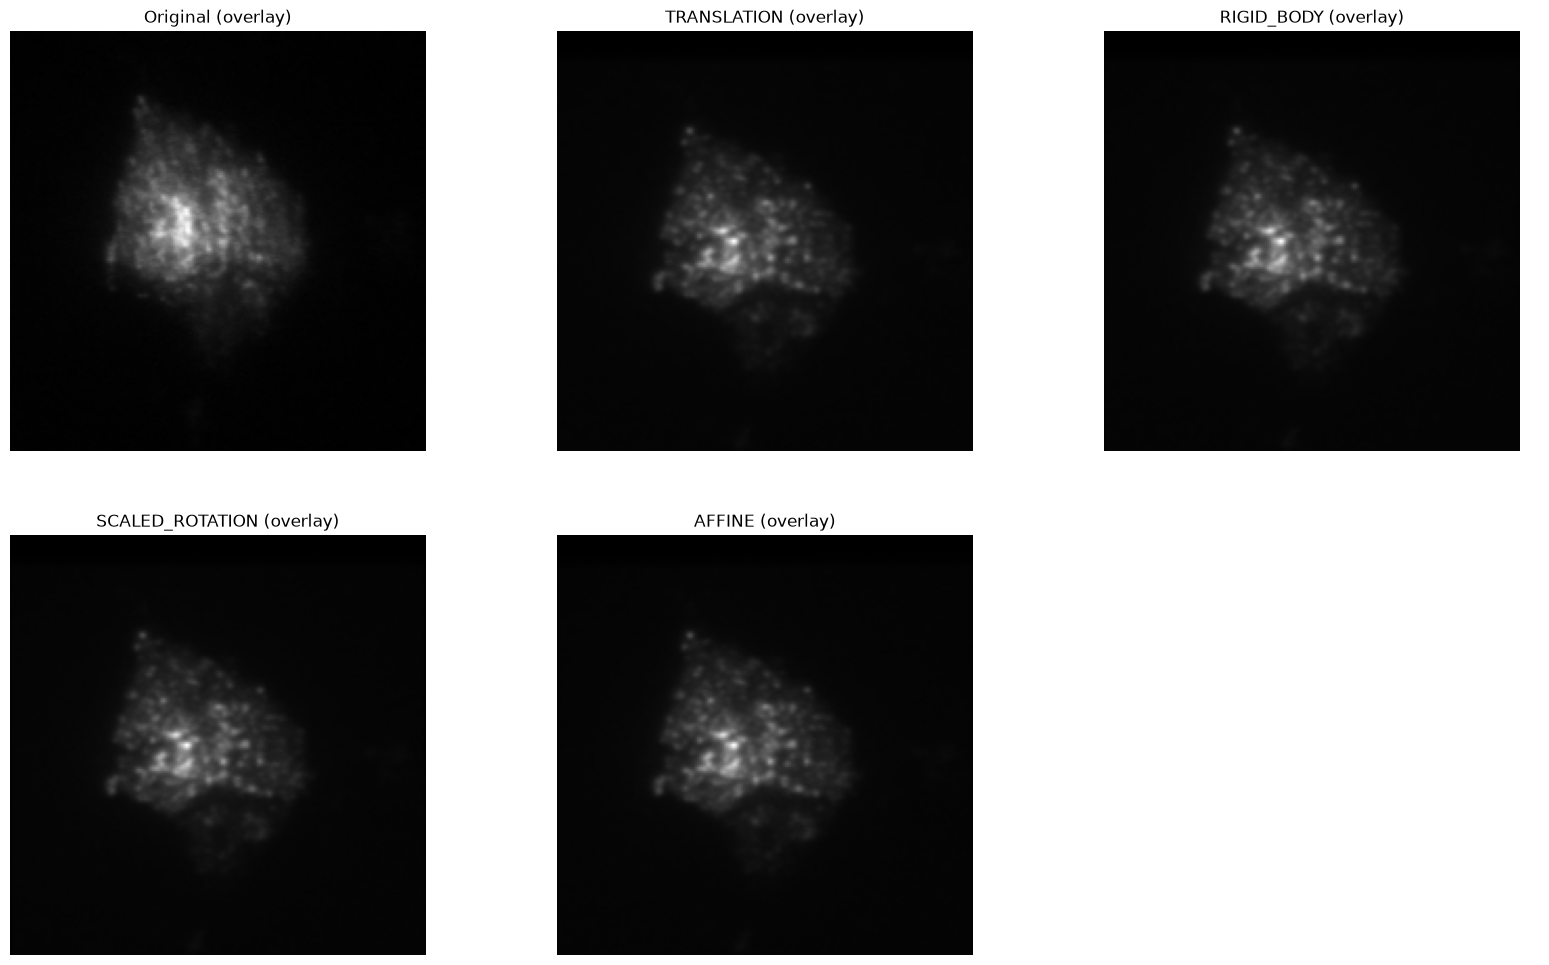 Original (overlay)
TRANSLATION (overlay)
RIGID_BODY (overlay)
SCALED_ROTATION (overlay)
AFFINE (overlay)